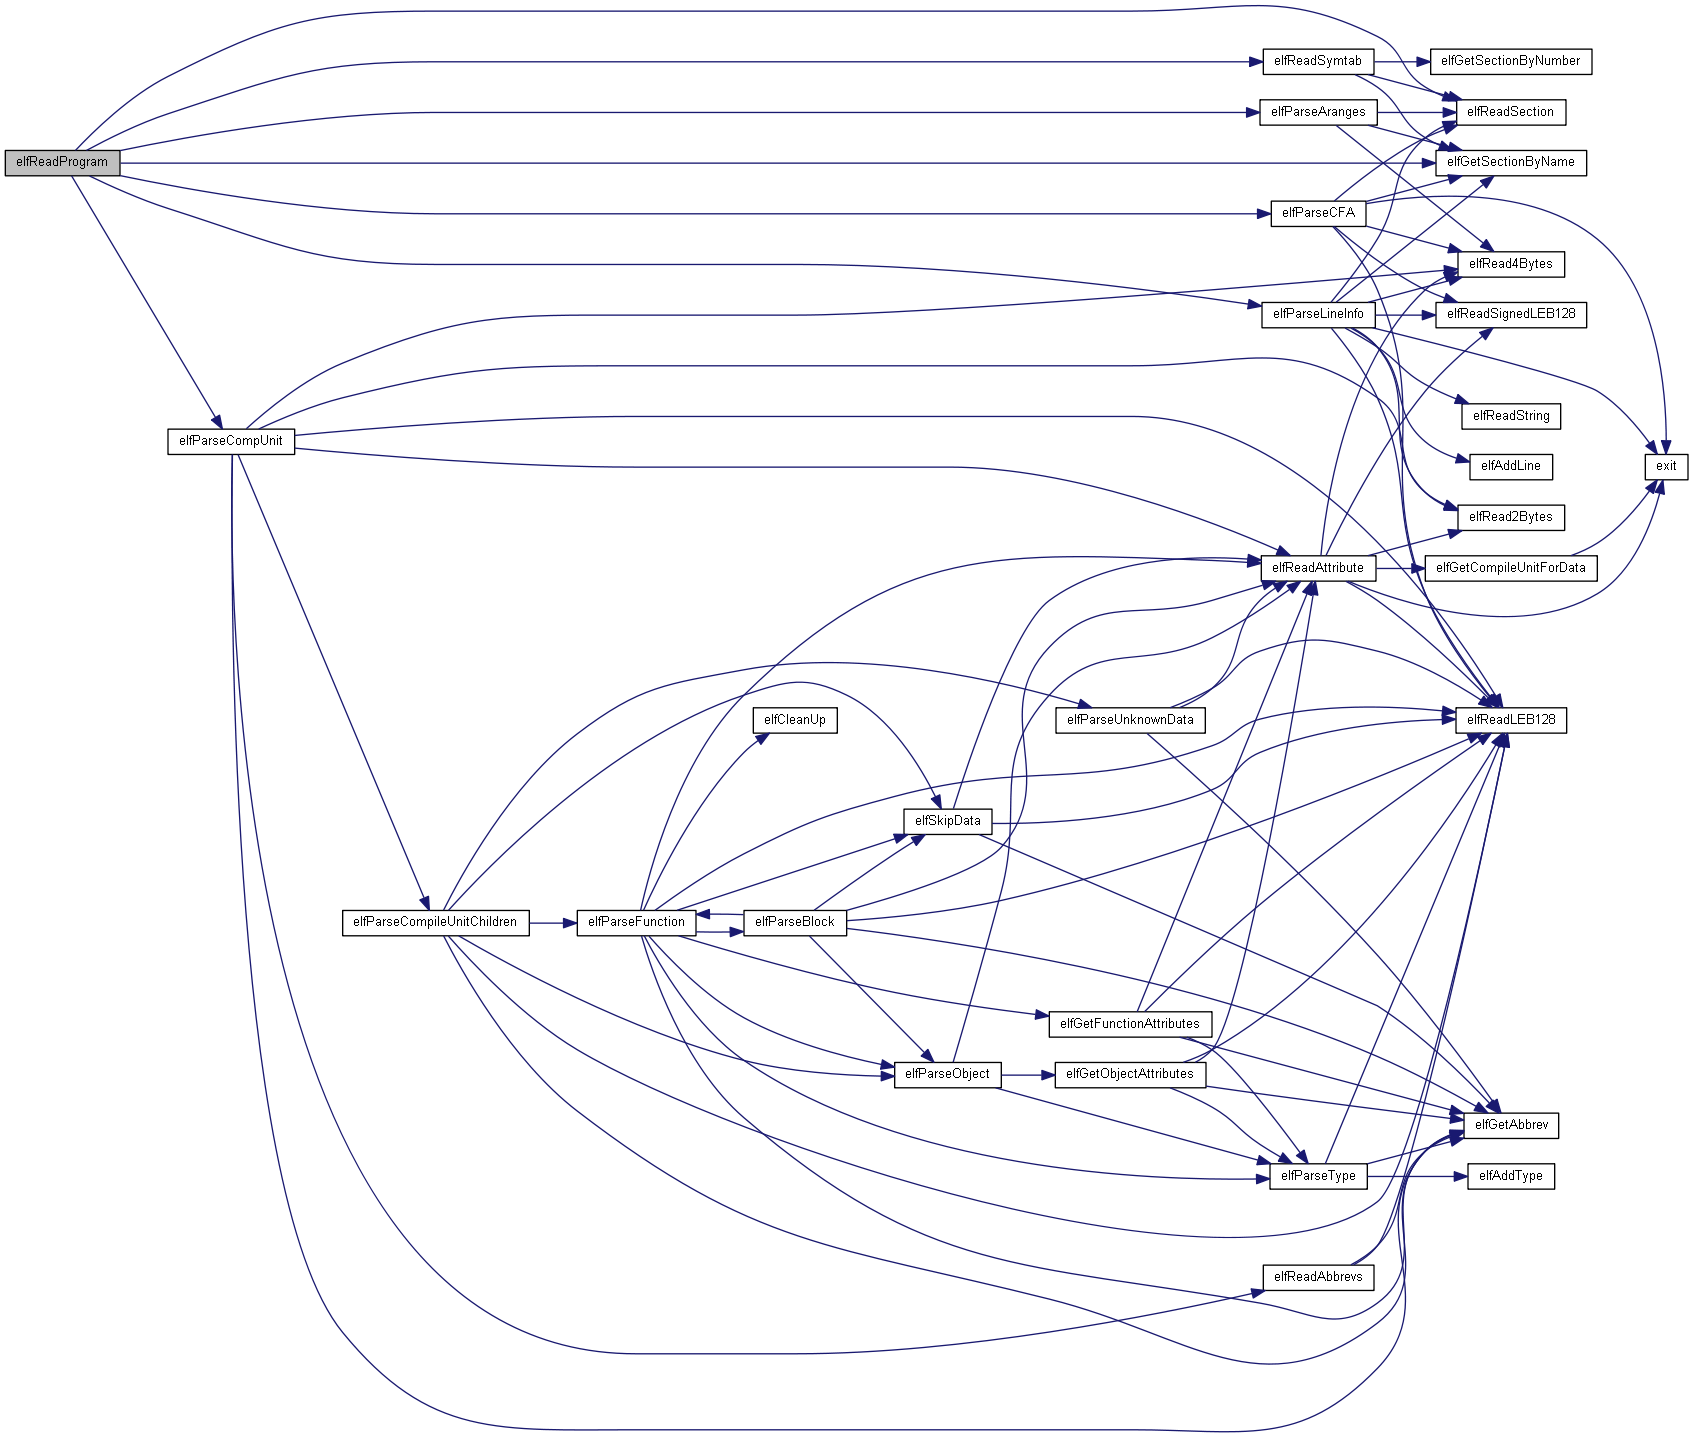 elfReadSymtab
elfGetSectionByNumber
elfParseAranges
elfReadSection
elfReadProgram
elfGetSectionByName
elfParseCFA
elfRead4Bytes
elfParseLineInfo
elfReadSignedLEB128
elfReadString
elfParseCompUnit
elfAddLine
exit
elfRead2Bytes
elfReadAttribute
elfGetCompileUnitForData
elfCleanUp
elfParseUnknownData
elfReadLEB128
elfSkipData
elfParseCompileUnitChildren
elfParseFunction
elfParseBlock
elfGetFunctionAttributes
elfParseObject
elfGetObjectAttributes
elfGetAbbrev
elfParseType
elfAddType
elfReadAbbrevs